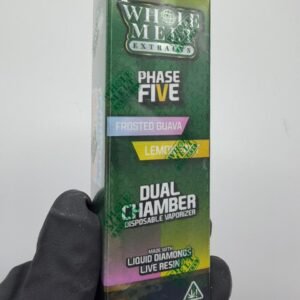 WHOLE
MELT
EXTRACTS
PHASE
FIVE
FROSTED GUAVA
DUAL
CHAMBER
DISPOSABLE VAPORIZER
MADE WITH
LIQUID DIAMONDS
LIVE RESIN